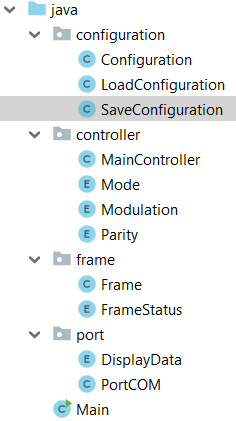 java
configuration
C Configuration
C LoadConfiguration
C SaveConfiguration
controller
C MainController
E Mode
E Modulation
E Parity
frame
C Frame
E FrameStatus
port
E DisplayData
C PortCOM
C Main